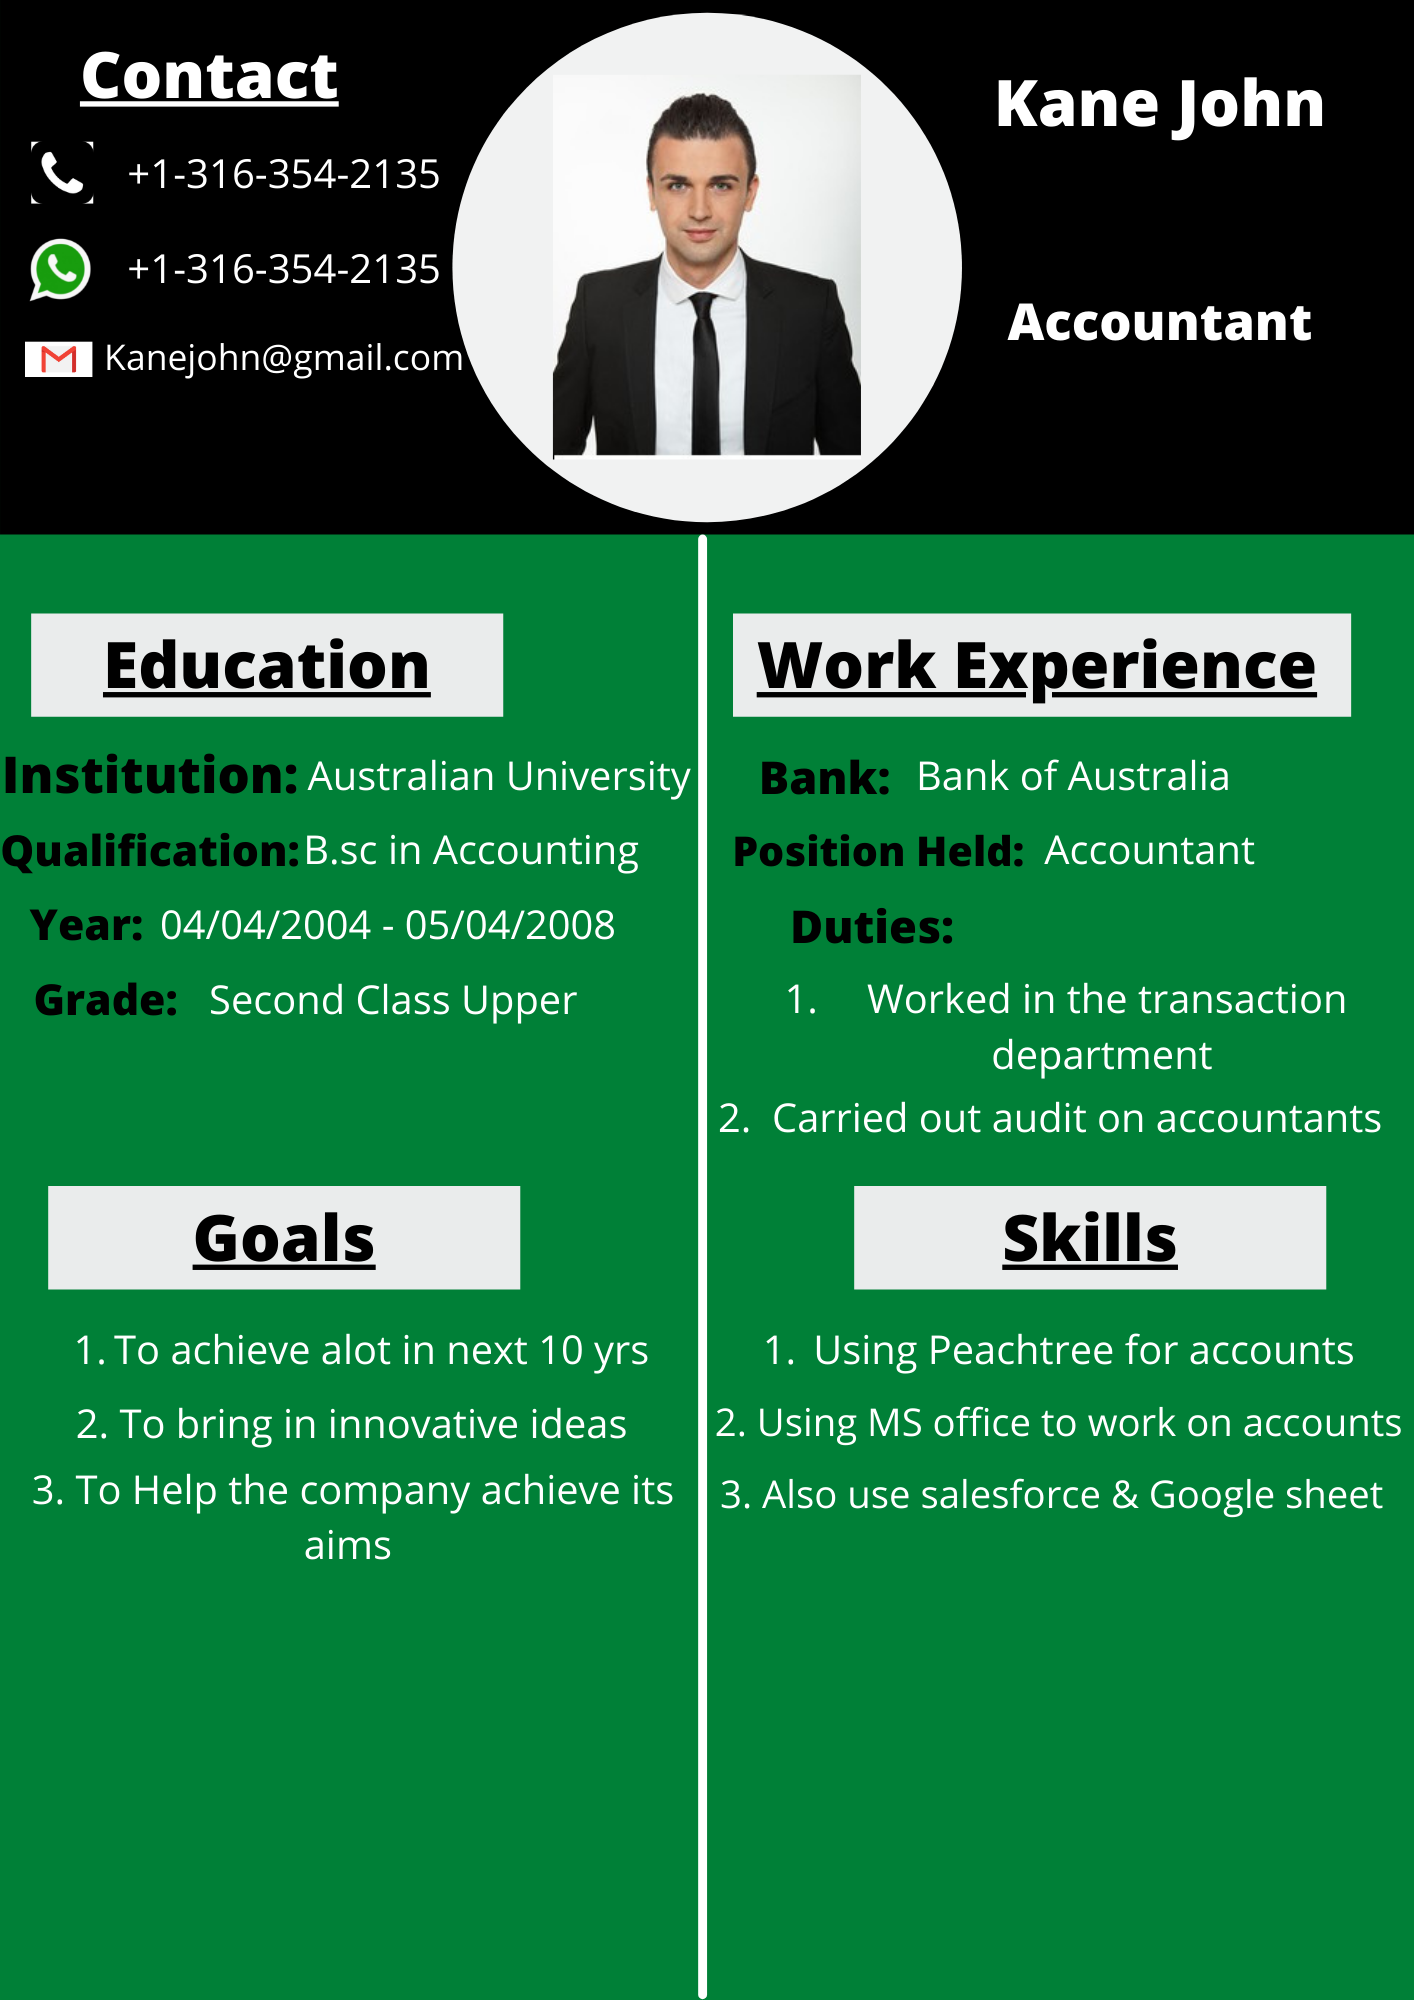 Contact
+1-316-354-2135
+1-316-354-2135
Kanejohn@gmail.com
Kane John
Accountant
Education
Institution: Australian University
Qualification: B.sc in Accounting
Year: 04/04/2004 - 05/04/2008
Grade: Second Class Upper
Work Experience
Bank: Bank of Australia
Position Held: Accountant
Duties:
1. Worked in the transaction
department
2. Carried out audit on accountants
Goals
1. To achieve alot in next 10 yrs
2. To bring in innovative ideas
3. To Help the company achieve its
aims
Skills
1. Using Peachtree for accounts
2. Using MS office to work on accounts
3. Also use salesforce & Google sheet